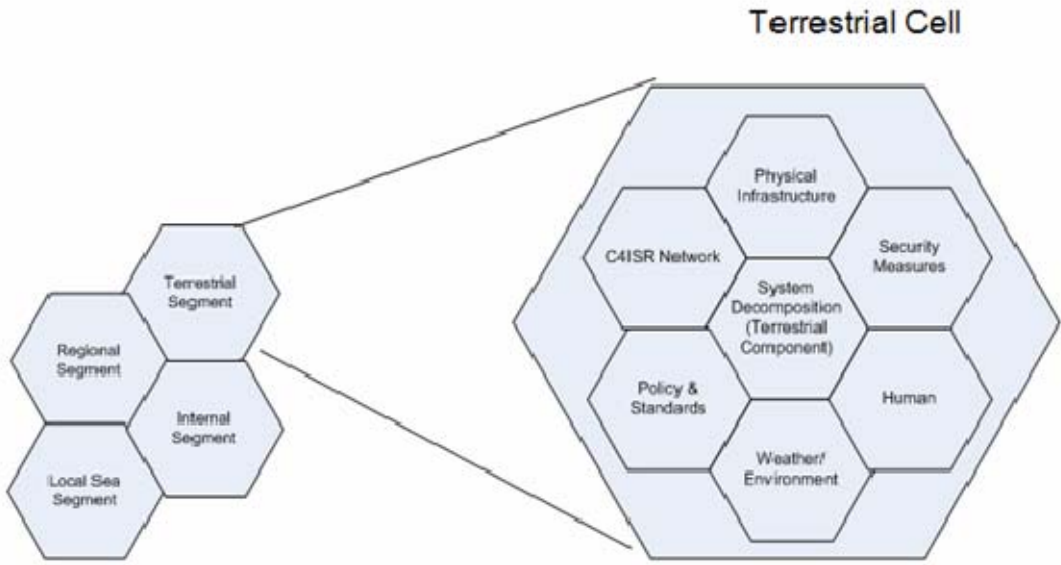 Terrestrial Cell
Terrestrial
Segment
Regional
Segment
Internal
Segment
Local Sea
Segment
Physical
Infrastructure
C4ISR Network
Security
Measures
System
Decomposition
(Terrestrial
Component)
Policy &
Standards
Human
Weather/
Environment